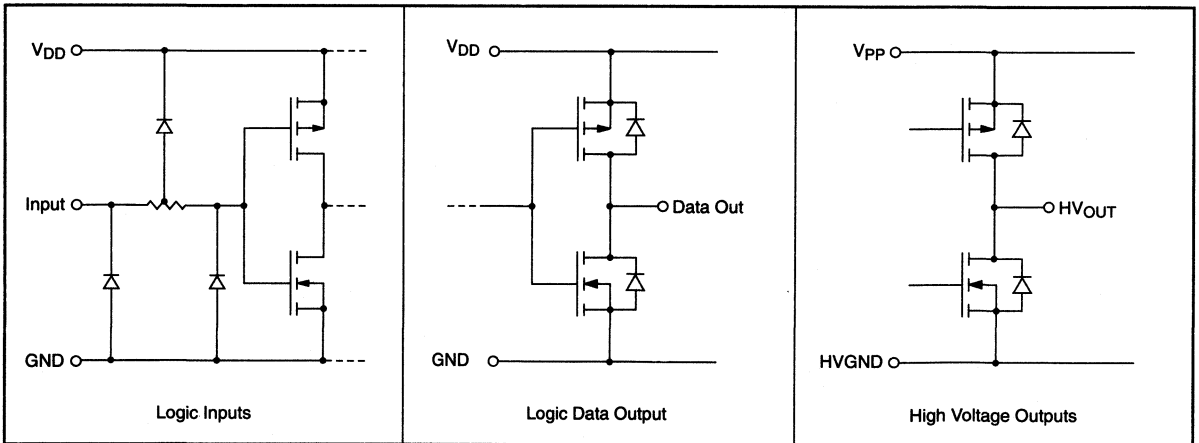 VDD
Input
GND
Logic Inputs
VDD
Data Out
GND
Logic Data Output
VPP
HVOUT
HVGND
High Voltage Outputs